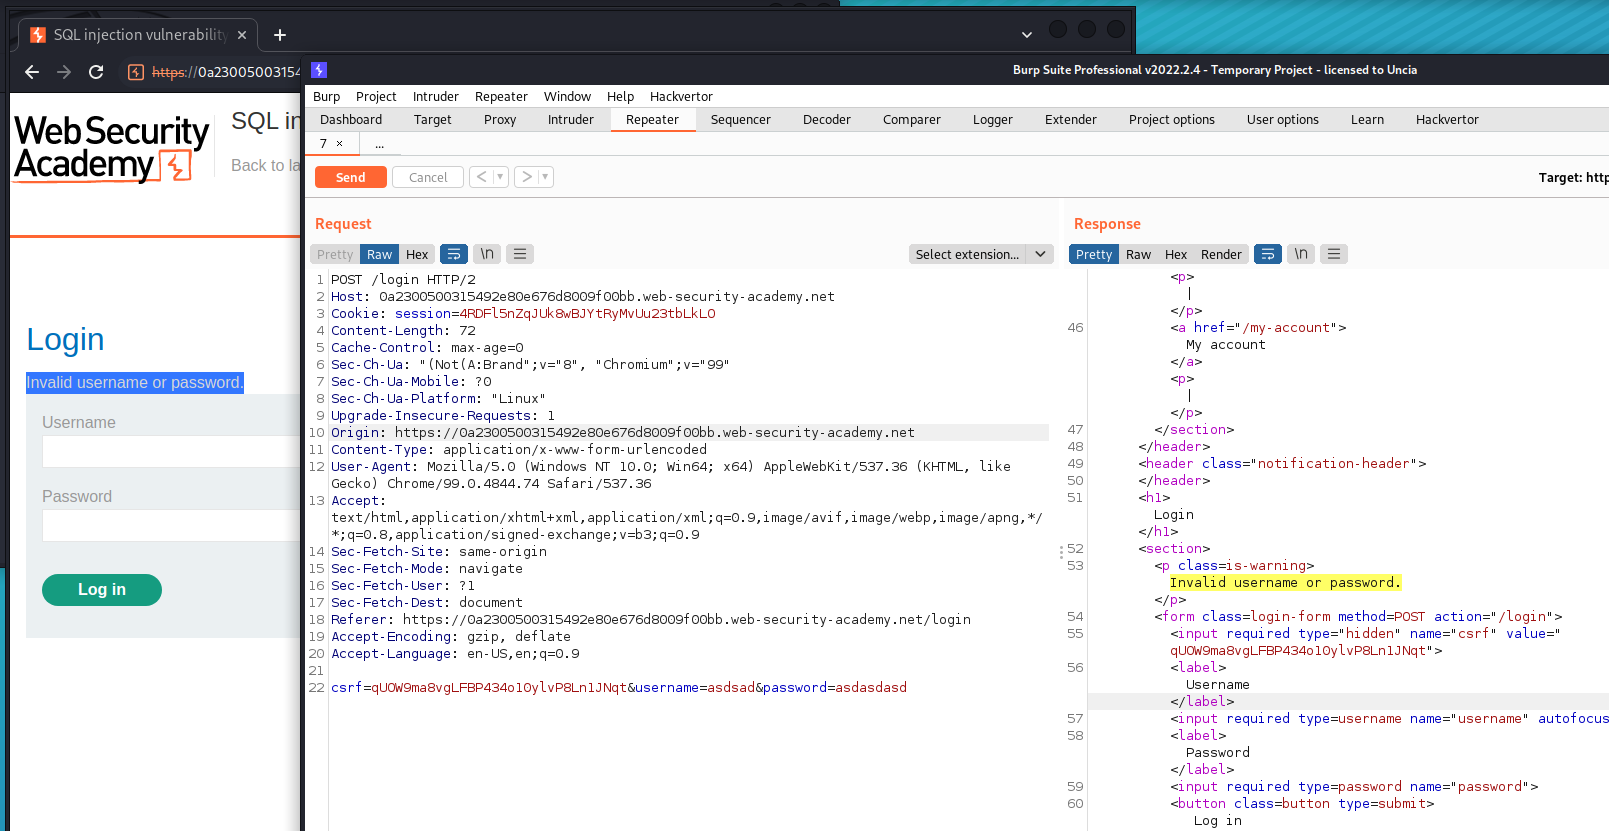 SQL injection vulnerability
https://0a23005003154
Burp Suite Professional v2022.2.4 - Temporary Project - licensed to Uncia
Burp Project Intruder Repeater Window Help Hackvertor
Dashboard Target Proxy Intruder Repeater Sequencer Decoder Comparer Logger Extender Project options User options Learn Hackvertor
7 × ...
Send Cancel < >
Target: http
Web Security
Academy
SQL in
Back to la
Login
Invalid username or password.
Username
Password
Log in
Request
Pretty Raw Hex \n
Select extension...
1 POST /login HTTP/2
2 Host: 0a2300500315492e80e676d8009f00bb.web-security-academy.net
3 Cookie: session=4RDFl5nZqJUk8wBJYtRyMvUu23tbLkLO
4 Content-Length: 72
5 Cache-Control: max-age=0
6 Sec-Ch-Ua: "(Not(A:Brand";v="8", "Chromium";v="99"
7 Sec-Ch-Ua-Mobile: ?0
8 Sec-Ch-Ua-Platform: "Linux"
9 Upgrade-Insecure-Requests: 1
10 Origin: https://0a2300500315492e80e676d8009f00bb.web-security-academy.net
11 Content-Type: application/x-www-form-urlencoded
12 User-Agent: Mozilla/5.0 (Windows NT 10.0; Win64; x64) AppleWebKit/537.36 (KHTML, like
Gecko) Chrome/99.0.4844.74 Safari/537.36
13 Accept:
text/html,application/xhtml+xml,application/xml;q=0.9,image/avif,image/webp,image/apng,*/
*;q=0.8,application/signed-exchange;v=b3;q=0.9
14 Sec-Fetch-Site: same-origin
15 Sec-Fetch-Mode: navigate
16 Sec-Fetch-User: ?1
17 Sec-Fetch-Dest: document
18 Referer: https://0a2300500315492e80e676d8009f00bb.web-security-academy.net/login
19 Accept-Encoding: gzip, deflate
20 Accept-Language: en-US,en;q=0.9
21
22 csrf=qUOW9ma8vgLFBP434o10ylvP8Ln1JNqt&username=asdsad&password=asdasdasd
Response
Pretty Raw Hex Render \n
<p>
|
</p>
46 <a href="/my-account">
My account
</a>
<p>
|
</p>
47 </section>
48 </header>
49 <header class="notification-header">
50 </header>
51 <h1>
Login
</h1>
52 <section>
53 <p class=is-warning>
Invalid username or password.
</p>
54 <form class=login-form method=POST action="/login">
55 <input required type="hidden" name="csrf" value="
qUOW9ma8vgLFBP434o10ylvP8Ln1JNqt">
56 <label>
Username
</label>
57 <input required type=username name="username" autofocus
58 <label>
Password
</label>
59 <input required type=password name="password">
60 <button class=button type=submit>
Log in